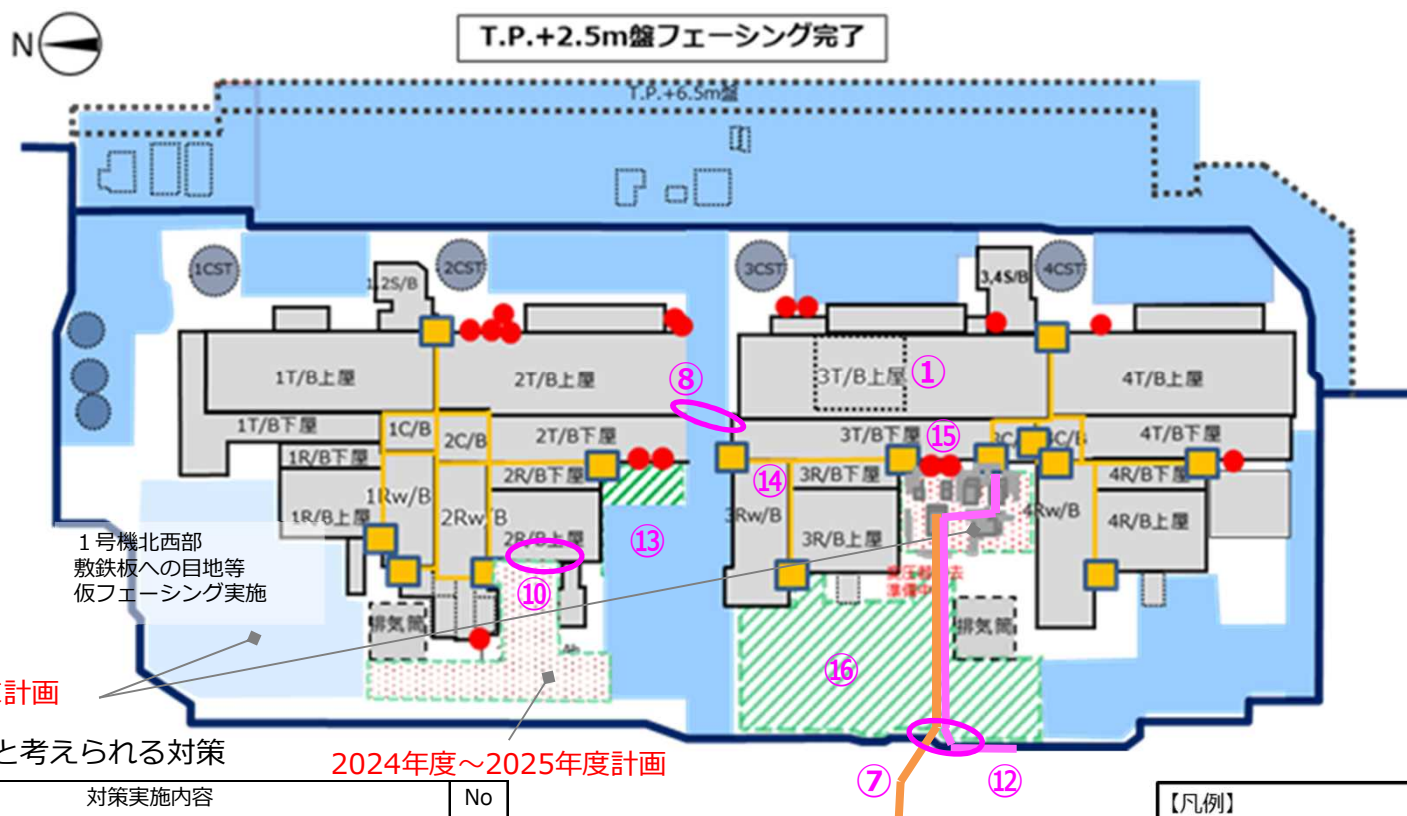 N
T.P.+2.5m盤フェーシング完了
T.P.+6.5m盤
1CST
2CST
3CST
4CST
1,2S/B
3,4S/B
1T/B上屋
2T/B上屋
⑧
3T/B上屋
①
4T/B上屋
1T/B下屋
1C/B
2C/B
2T/B下屋
3T/B下屋
⑮
4T/B下屋
1R/B下屋
2R/B下屋
⑭
3R/B下屋
4R/B下屋
1Rw/B
2Rw/B
3Rw/B
4Rw/B
1R/B上屋
2R/B上屋
⑬
3R/B上屋
4R/B上屋
1号機北西部
敷鉄板への目地等
仮フェーシング実施
⑩
準備中
排気筒
排気筒
⑯
計画
と考えられる対策
2024年度～2025年度計画
⑦
⑫
対策実施内容
No
【凡例】